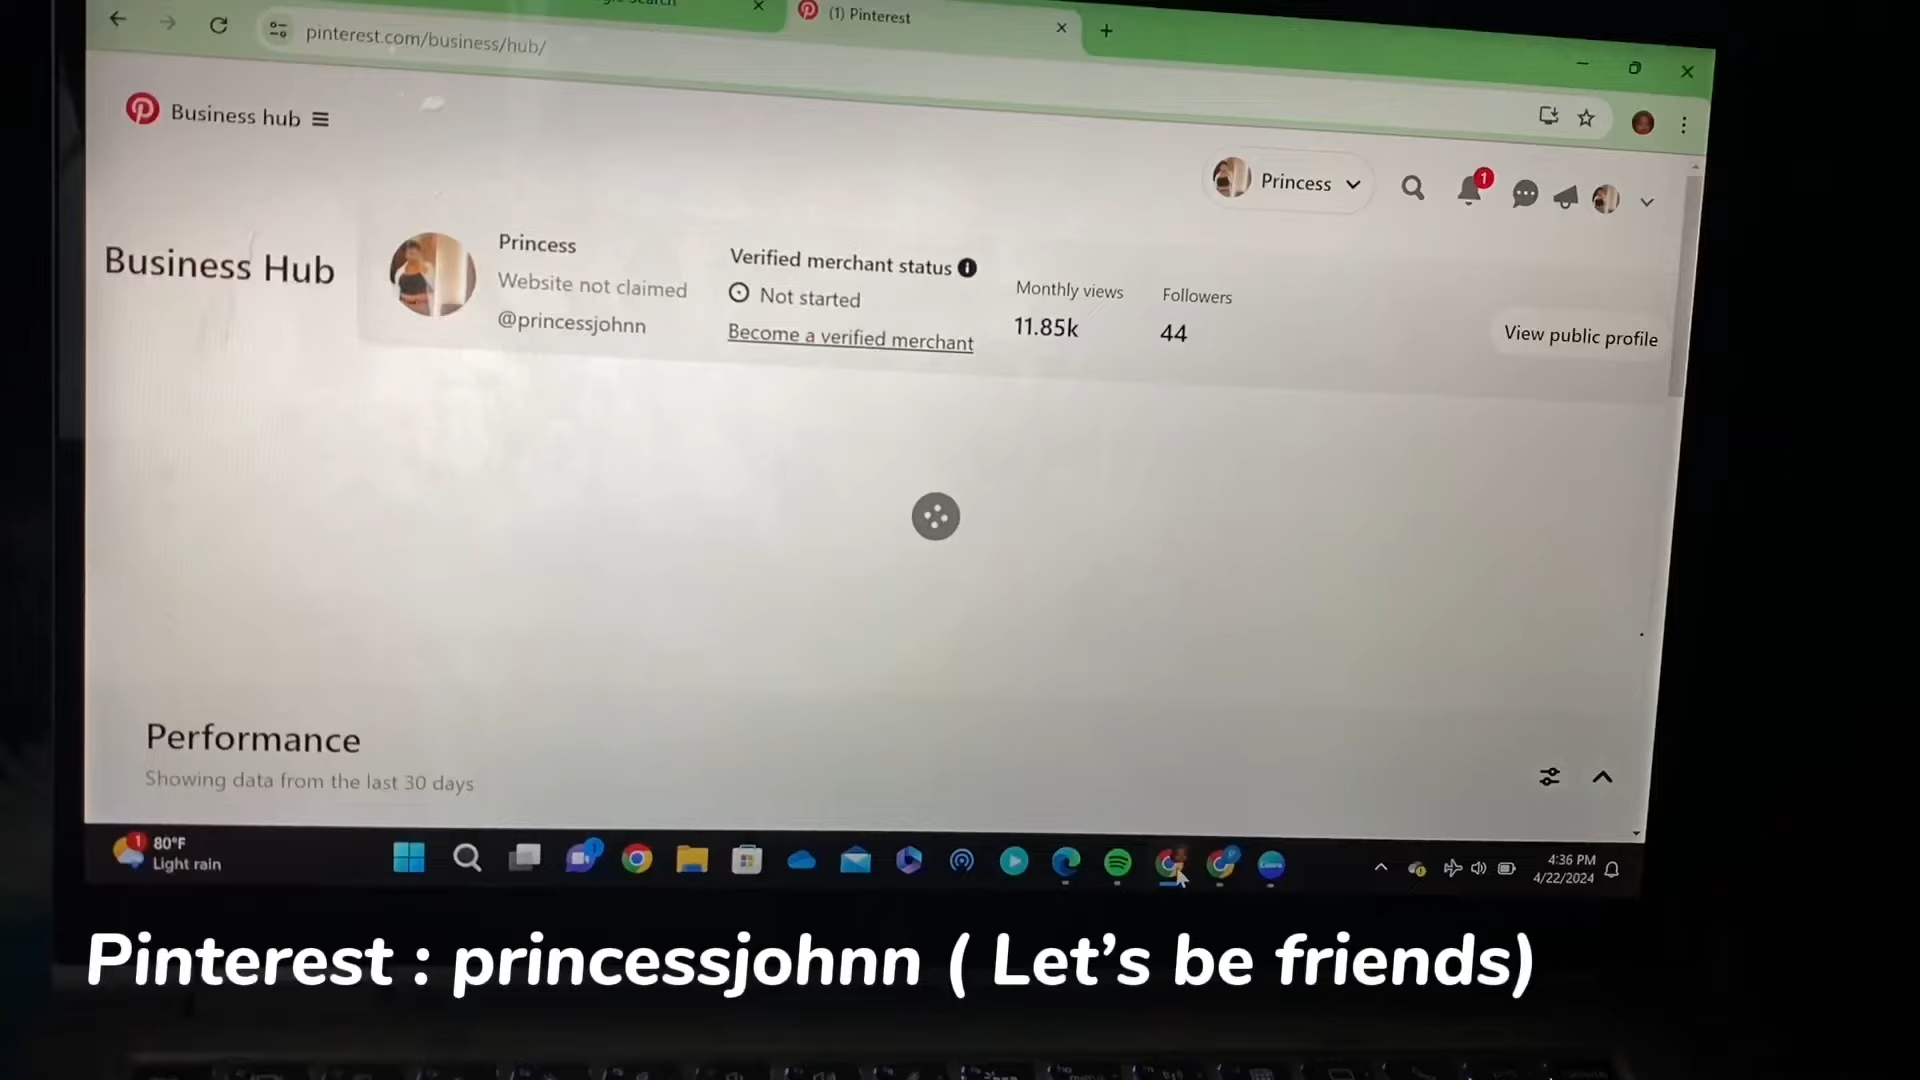 (1) Pinterest
pinterest.com/business/hub/
Business hub
Princess
1
Business Hub
Princess
Website not claimed
@princessjohnn
Verified merchant status
Not started
Become a verified merchant
Monthly views
11.85k
Followers
44
View public profile
Performance
Showing data from the last 30 days
1
80°F
Light rain
4:36 PM
4/22/2024
Pinterest : princessjohnn ( Let’s be friends)